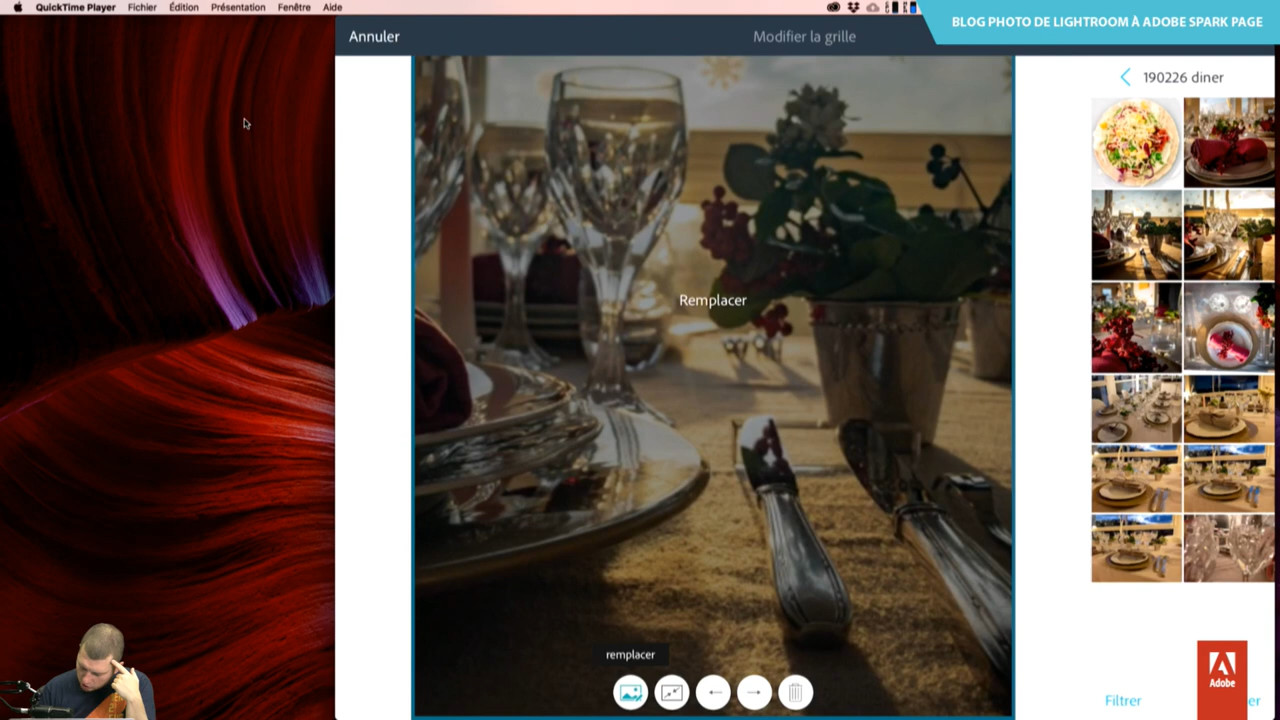 QuickTime Player Fichier Édition Présentation Fenêtre Aide
BLOG PHOTO DE LIGHTROOM À ADOBE SPARK PAGE
Annuler
Modifier la grille
190226 diner
Remplacer
remplacer
Filtrer
er
Adobe